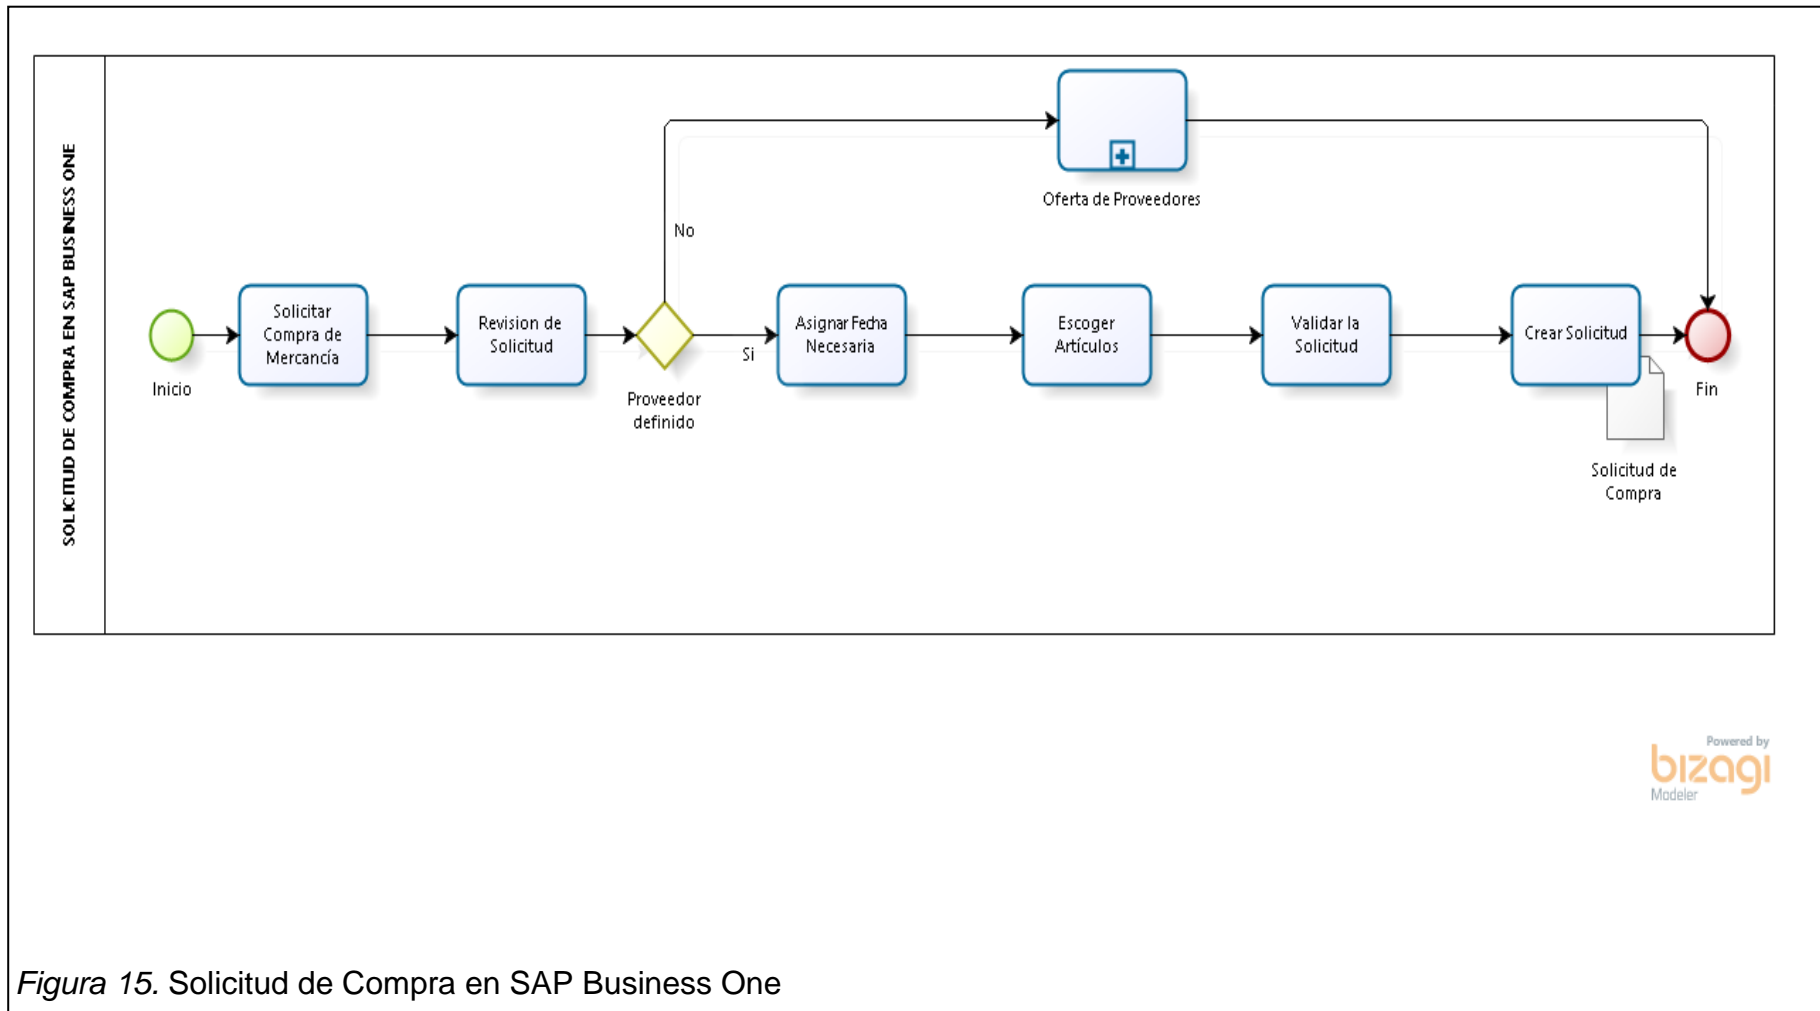 SOLICITUD DE COMPRA EN SAP BUSINESS ONE
Oferta de Proveedores
No
Inicio
Solicitar
Compra de
Mercancía
Revision de
Solicitud
Proveedor
definido
Si
Asignar Fecha
Necesaria
Escoger
Artículos
Validar la
Solicitud
Crear Solicitud
Fin
Solicitud de
Compra
Powered by
bizagi
Modeler
Figura 15. Solicitud de Compra en SAP Business One